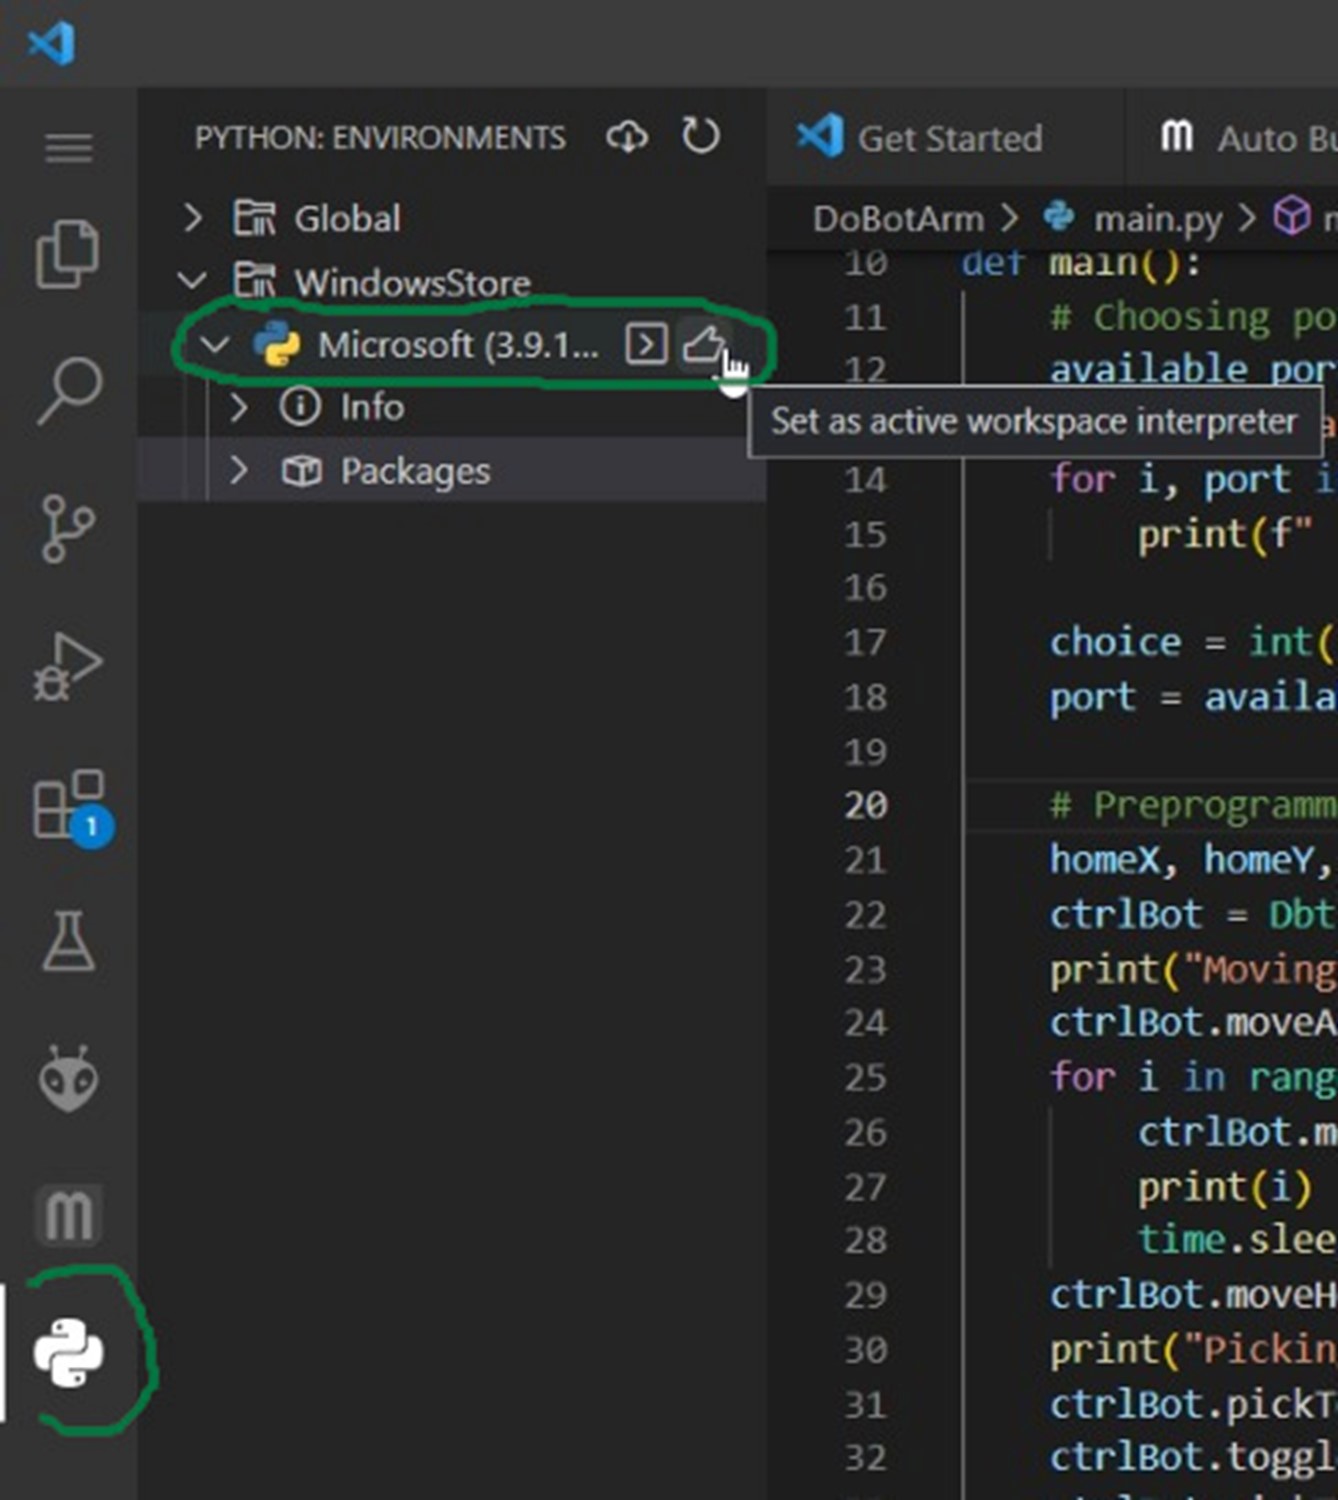 PYTHON: ENVIRONMENTS
Global
WindowsStore
Microsoft (3.9.1...
Info
Packages
1
m
Get Started
m Auto Bu
DoBotArm > main.py >
10 def main():
11 # Choosing po
12 available por
Set as active workspace interpreter
14 for i, port i
15 print(f"
16
17 choice = int(
18 port = availa
19
20 # Preprogramm
21 homeX, homeY,
22 ctrlBot = Dbt
23 print("Moving
24 ctrlBot.moveA
25 for i in rang
26 ctrlBot.m
27 print(i)
28 time.slee
29 ctrlBot.moveH
30 print("Pickin
31 ctrlBot.pickT
32 ctrlBot.toggl